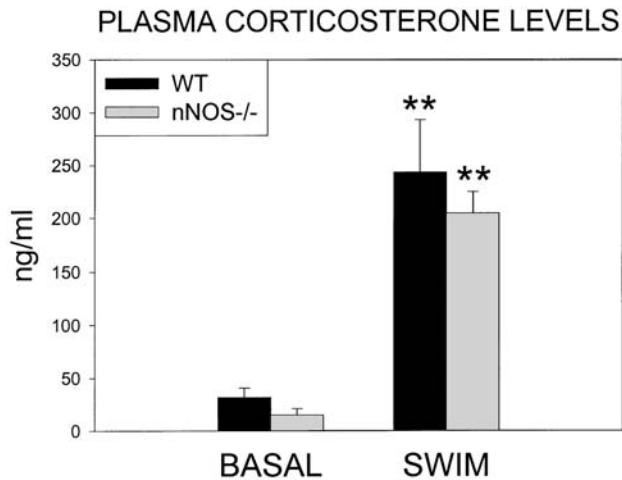 PLASMA CORTICOSTERONE LEVELS
350
300
250
200
150
100
50
0
ng/ml
WT
nNOS-/-
**
**
BASAL
SWIM